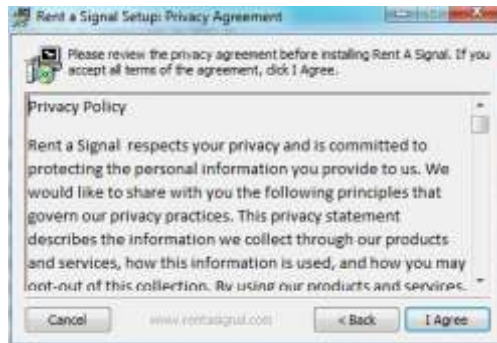 Rent a Signal Setup: Privacy Agreement
Please review the privacy agreement before installing Rent A Signal. If you
accept all terms of the agreement, click I Agree.
Privacy Policy
Rent a Signal respects your privacy and is committed to
protecting the personal information you provide to us. We
would like to share with you the following principles that
govern our privacy practices. This privacy statement
describes the information we collect through our products
and services, how this information is used, and how you may
opt-out of this collection. By using our products and services,
Cancel
www.rentasignal.com
< Back
I Agree